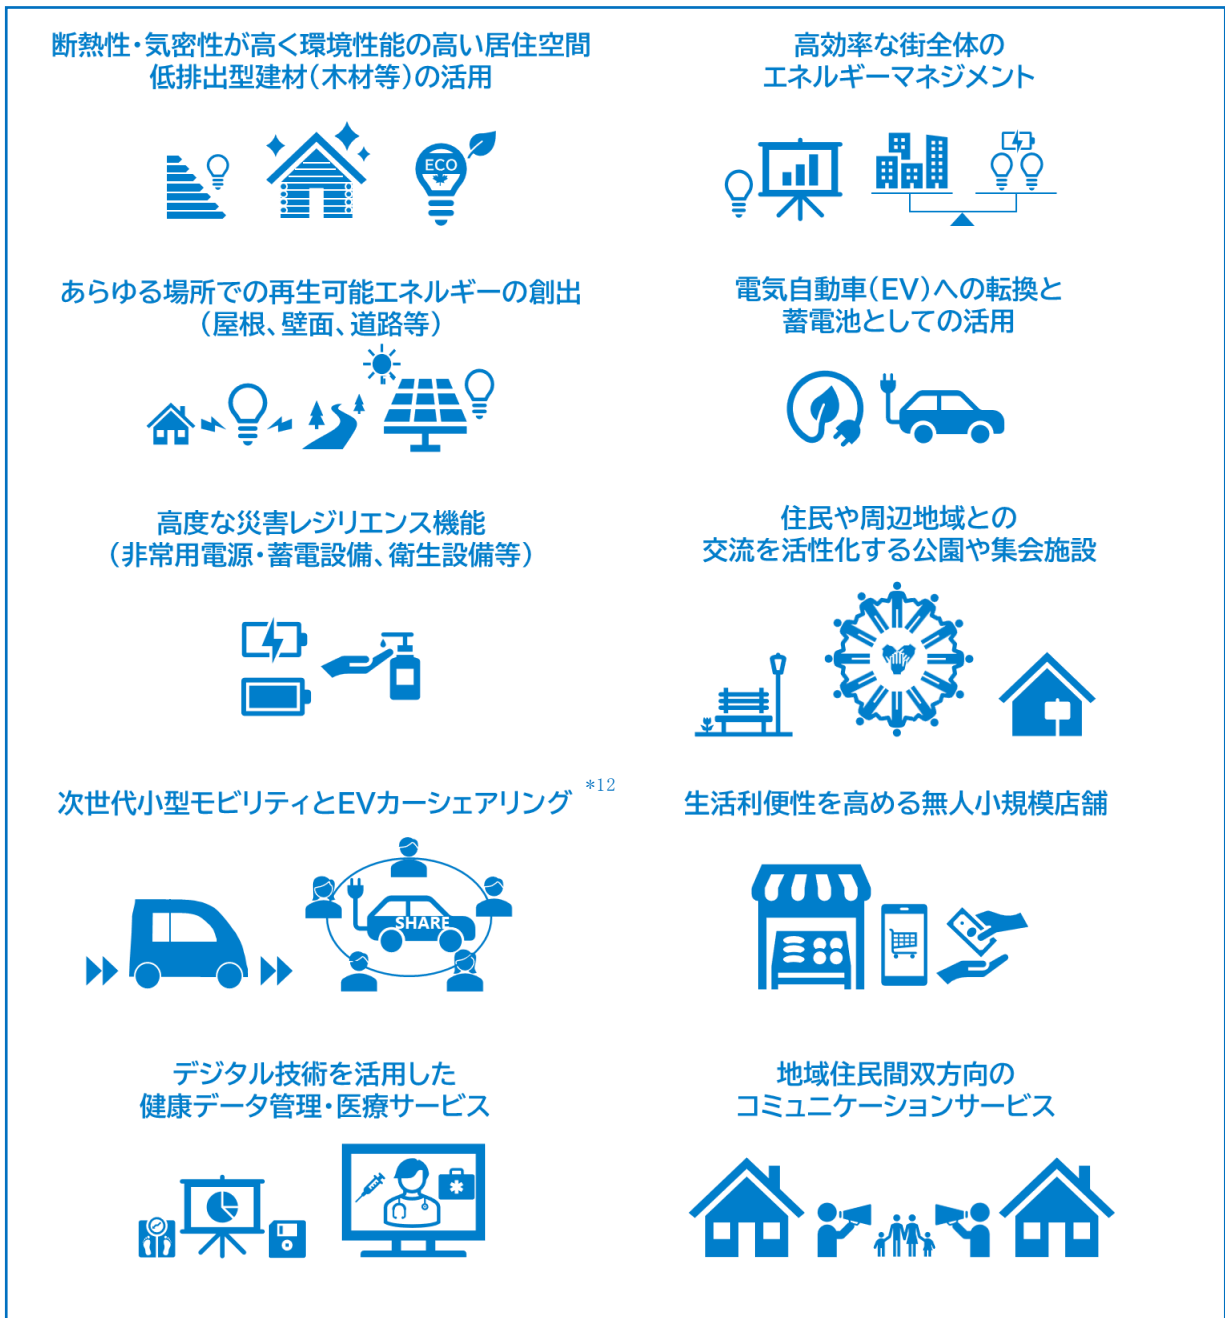 断熱性・気密性が高く環境性能の高い居住空間
低排出型建材（木材等）の活用
ECO
高効率な街全体の
エネルギーマネジメント
あらゆる場所での再生可能エネルギーの創出
（屋根、壁面、道路等）
電気自動車（EV）への転換と
蓄電池としての活用
高度な災害レジリエンス機能
（非常用電源・蓄電設備、衛生設備等）
住民や周辺地域との
交流を活性化する公園や集会施設
次世代小型モビリティとEVカーシェアリング *12
SHARE
生活利便性を高める無人小規模店舗
デジタル技術を活用した
健康データ管理・医療サービス
地域住民間双方向の
コミュニケーションサービス